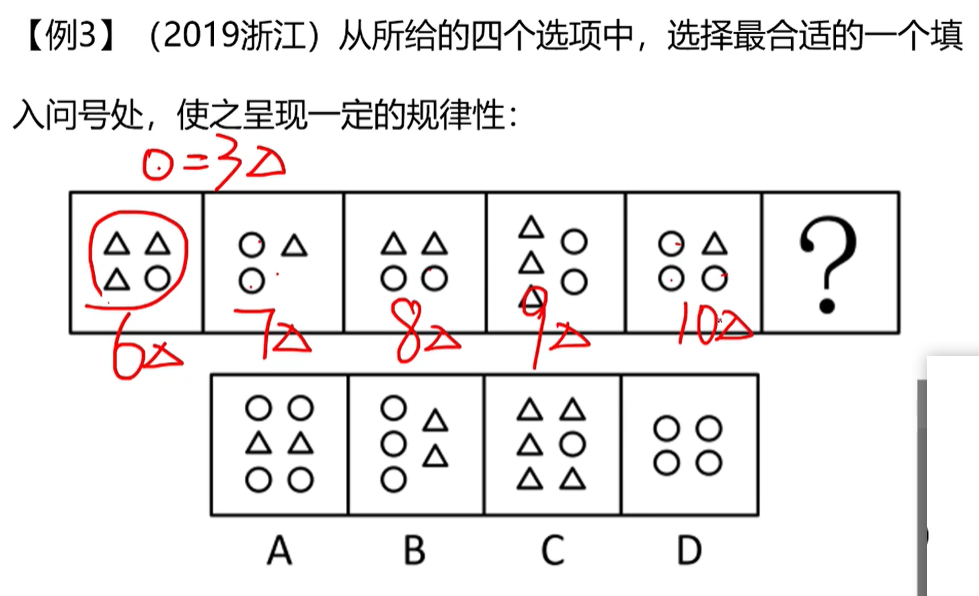 【例3】（2019浙江）从所给的四个选项中，选择最合适的一个填
入问号处，使之呈现一定的规律性：
O=3△
?
6△ 7△ 8△ 9△ 10△
A B C D